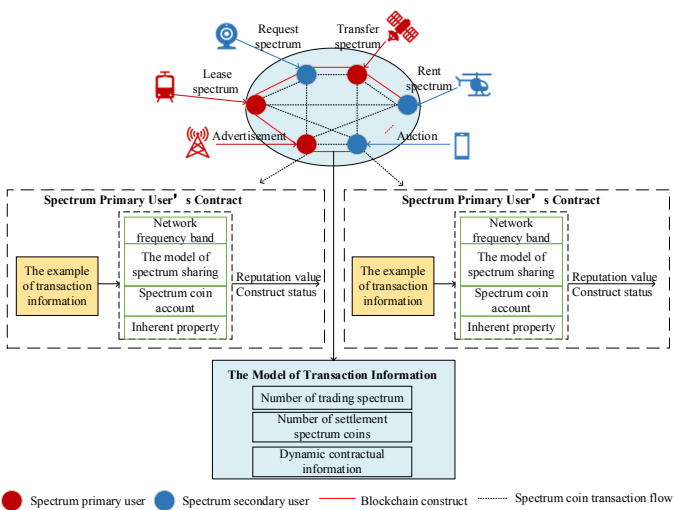 Request
spectrum
Transfer
spectrum
Lease
spectrum
Rent
spectrum
Advertisement
Auction
Spectrum Primary User’ s Contract
Network
frequency band
The model of
spectrum sharing
Spectrum coin
account
Inherent property
The example
of transaction
information
Reputation value
Construct status
Spectrum Primary User’ s Contract
Network
frequency band
The model of
spectrum sharing
Spectrum coin
account
Inherent property
The example
of transaction
information
Reputation value
Construct status
The Model of Transaction Information
Number of trading spectrum
Number of settlement
spectrum coins
Dynamic contractual
information
Spectrum primary user
Spectrum secondary user
Blockchain construct
Spectrum coin transaction flow